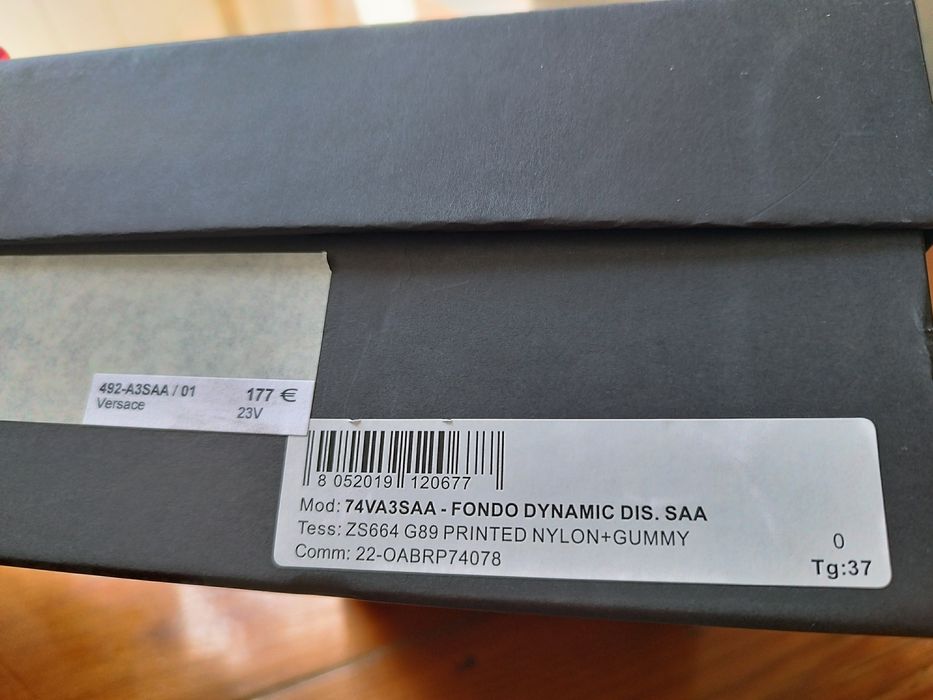 492-A3SAA / 01 177 €
Versace 23V
8 052019 120677
Mod: 74VA3SAA - FONDO DYNAMIC DIS. SAA
Tess: ZS664 G89 PRINTED NYLON+GUMMY
Comm: 22-OABRP74078
0
Tg:37